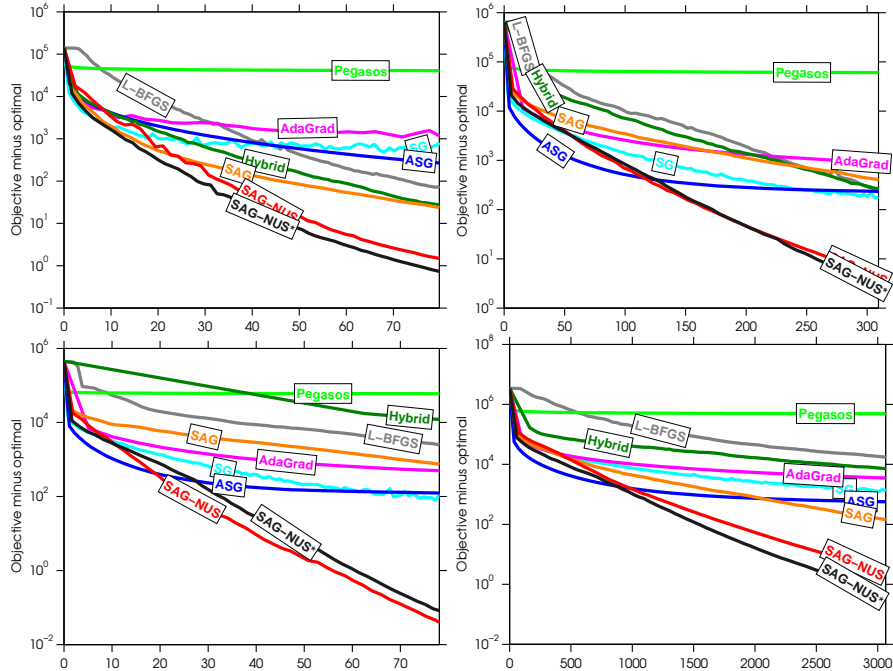 Objective minus optimal
10^6
10^5
10^4
10^3
10^2
10^1
10^0
10^−1
0 10 20 30 40 50 60 70
L−BFGS
Pegasos
AdaGrad
SG
ASG
Hybrid
SAG
SAG−NUS
SAG−NUS*
Objective minus optimal
10^6
10^5
10^4
10^3
10^2
10^1
10^0
0 50 100 150 200 250 300
L−BFGS
Hybrid
Pegasos
SAG
ASG
SG
AdaGrad
SAG−NUS
SAG−NUS*
Objective minus optimal
10^6
10^4
10^2
10^0
10^−2
0 10 20 30 40 50 60 70
Pegasos
Hybrid
SAG
L−BFGS
AdaGrad
SG
ASG
SAG−NUS
SAG−NUS*
Objective minus optimal
10^8
10^6
10^4
10^2
10^0
10^−2
0 500 1000 1500 2000 2500 3000
Pegasos
L−BFGS
Hybrid
AdaGrad
SG
ASG
SAG
SAG−NUS
SAG−NUS*